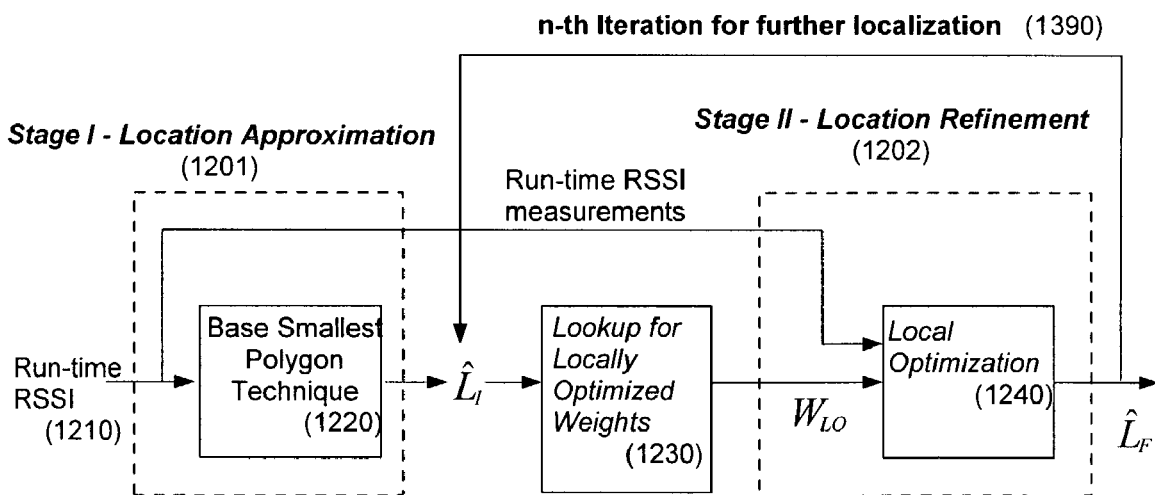 n-th Iteration for further localization (1390)
Stage I - Location Approximation
(1201)
Stage II - Location Refinement
(1202)
Run-time RSSI
measurements
Run-time
RSSI
(1210)
Base Smallest
Polygon
Technique
(1220)
L̂_I
Lookup for
Locally
Optimized
Weights
(1230)
W_LO
Local
Optimization
(1240)
L̂_F